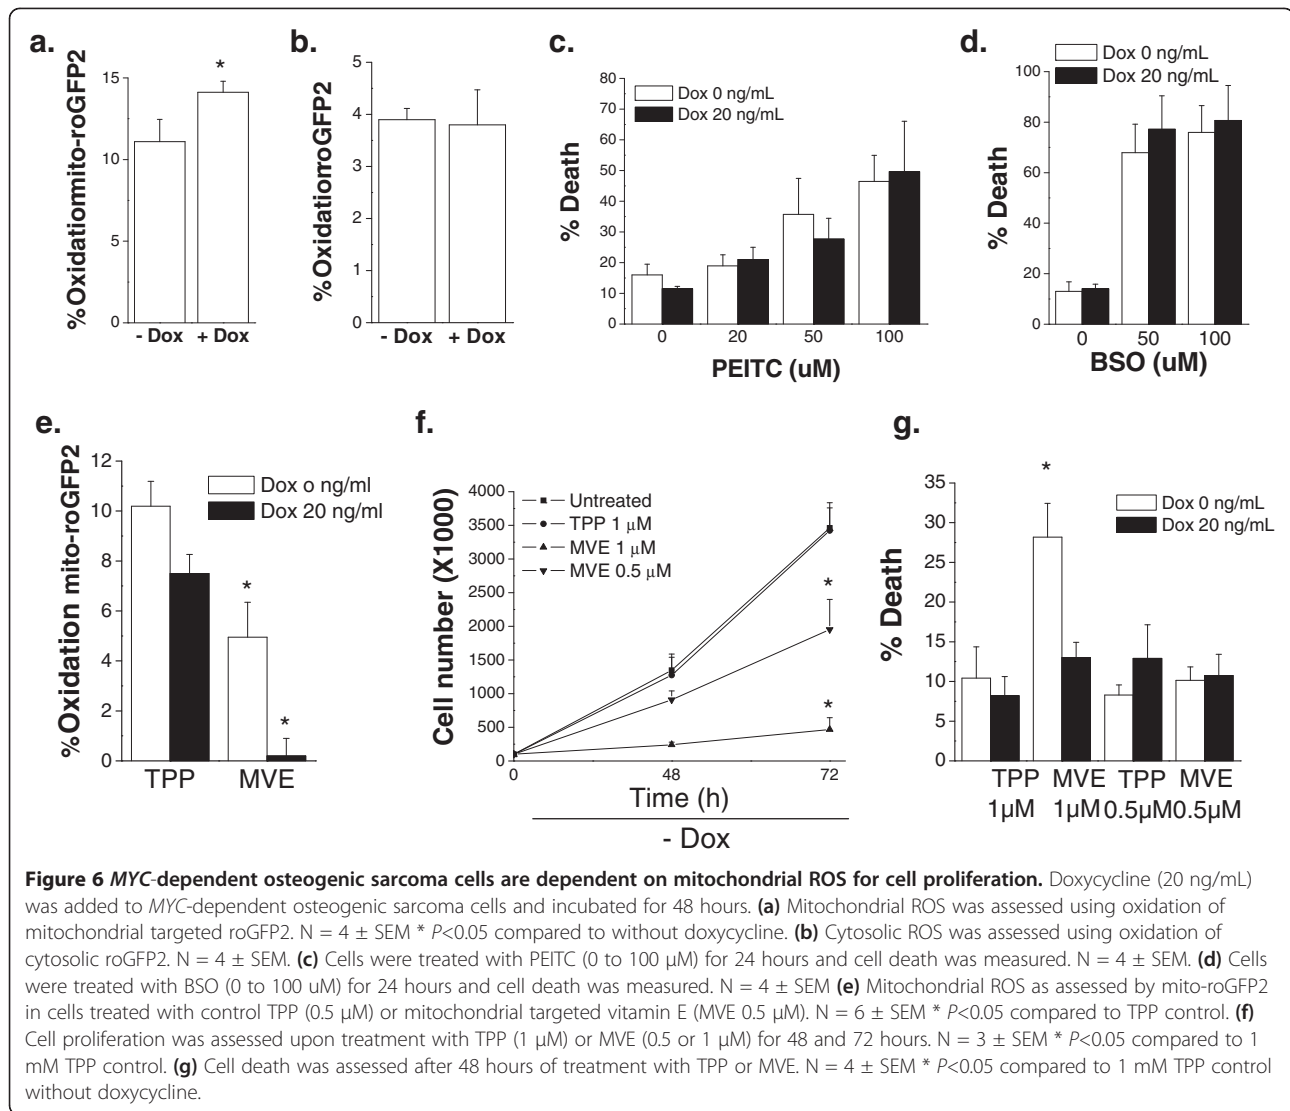 a.
%Oxidationmito-roGFP2
15
10
5
0
*
- Dox + Dox
b.
%OxidationroGFP2
5
4
3
2
1
0
- Dox + Dox
c.
% Death
80
70
60
50
40
30
20
10
0
Dox 0 ng/mL
Dox 20 ng/mL
0 20 50 100
PEITC (uM)
d.
Dox 0 ng/mL
Dox 20 ng/mL
% Death
100
80
60
40
20
0
0 50 100
BSO (uM)
e.
%Oxidation mito-roGFP2
12
10
8
6
4
2
0
Dox o ng/ml
Dox 20 ng/ml
*
*
TPP MVE
f.
Cell number (X1000)
4000
3500
3000
2500
2000
1500
1000
500
0
Untreated
TPP 1 μM
MVE 1 μM
MVE 0.5 μM
*
*
0 48 72
Time (h)
- Dox
g.
% Death
35
30
25
20
15
10
5
0
*
Dox 0 ng/mL
Dox 20 ng/mL
TPP MVE TPP MVE
1μM 1μM 0.5μM 0.5μM
Figure 6 MYC-dependent osteogenic sarcoma cells are dependent on mitochondrial ROS for cell proliferation. Doxycycline (20 ng/mL)
was added to MYC-dependent osteogenic sarcoma cells and incubated for 48 hours. (a) Mitochondrial ROS was assessed using oxidation of
mitochondrial targeted roGFP2. N = 4 ± SEM * P<0.05 compared to without doxycycline. (b) Cytosolic ROS was assessed using oxidation of
cytosolic roGFP2. N = 4 ± SEM. (c) Cells were treated with PEITC (0 to 100 μM) for 24 hours and cell death was measured. N = 4 ± SEM. (d) Cells
were treated with BSO (0 to 100 uM) for 24 hours and cell death was measured. N = 4 ± SEM (e) Mitochondrial ROS as assessed by mito-roGFP2
in cells treated with control TPP (0.5 μM) or mitochondrial targeted vitamin E (MVE 0.5 μM). N = 6 ± SEM * P<0.05 compared to TPP control. (f)
Cell proliferation was assessed upon treatment with TPP (1 μM) or MVE (0.5 or 1 μM) for 48 and 72 hours. N = 3 ± SEM * P<0.05 compared to 1
mM TPP control. (g) Cell death was assessed after 48 hours of treatment with TPP or MVE. N = 4 ± SEM * P<0.05 compared to 1 mM TPP control
without doxycycline.